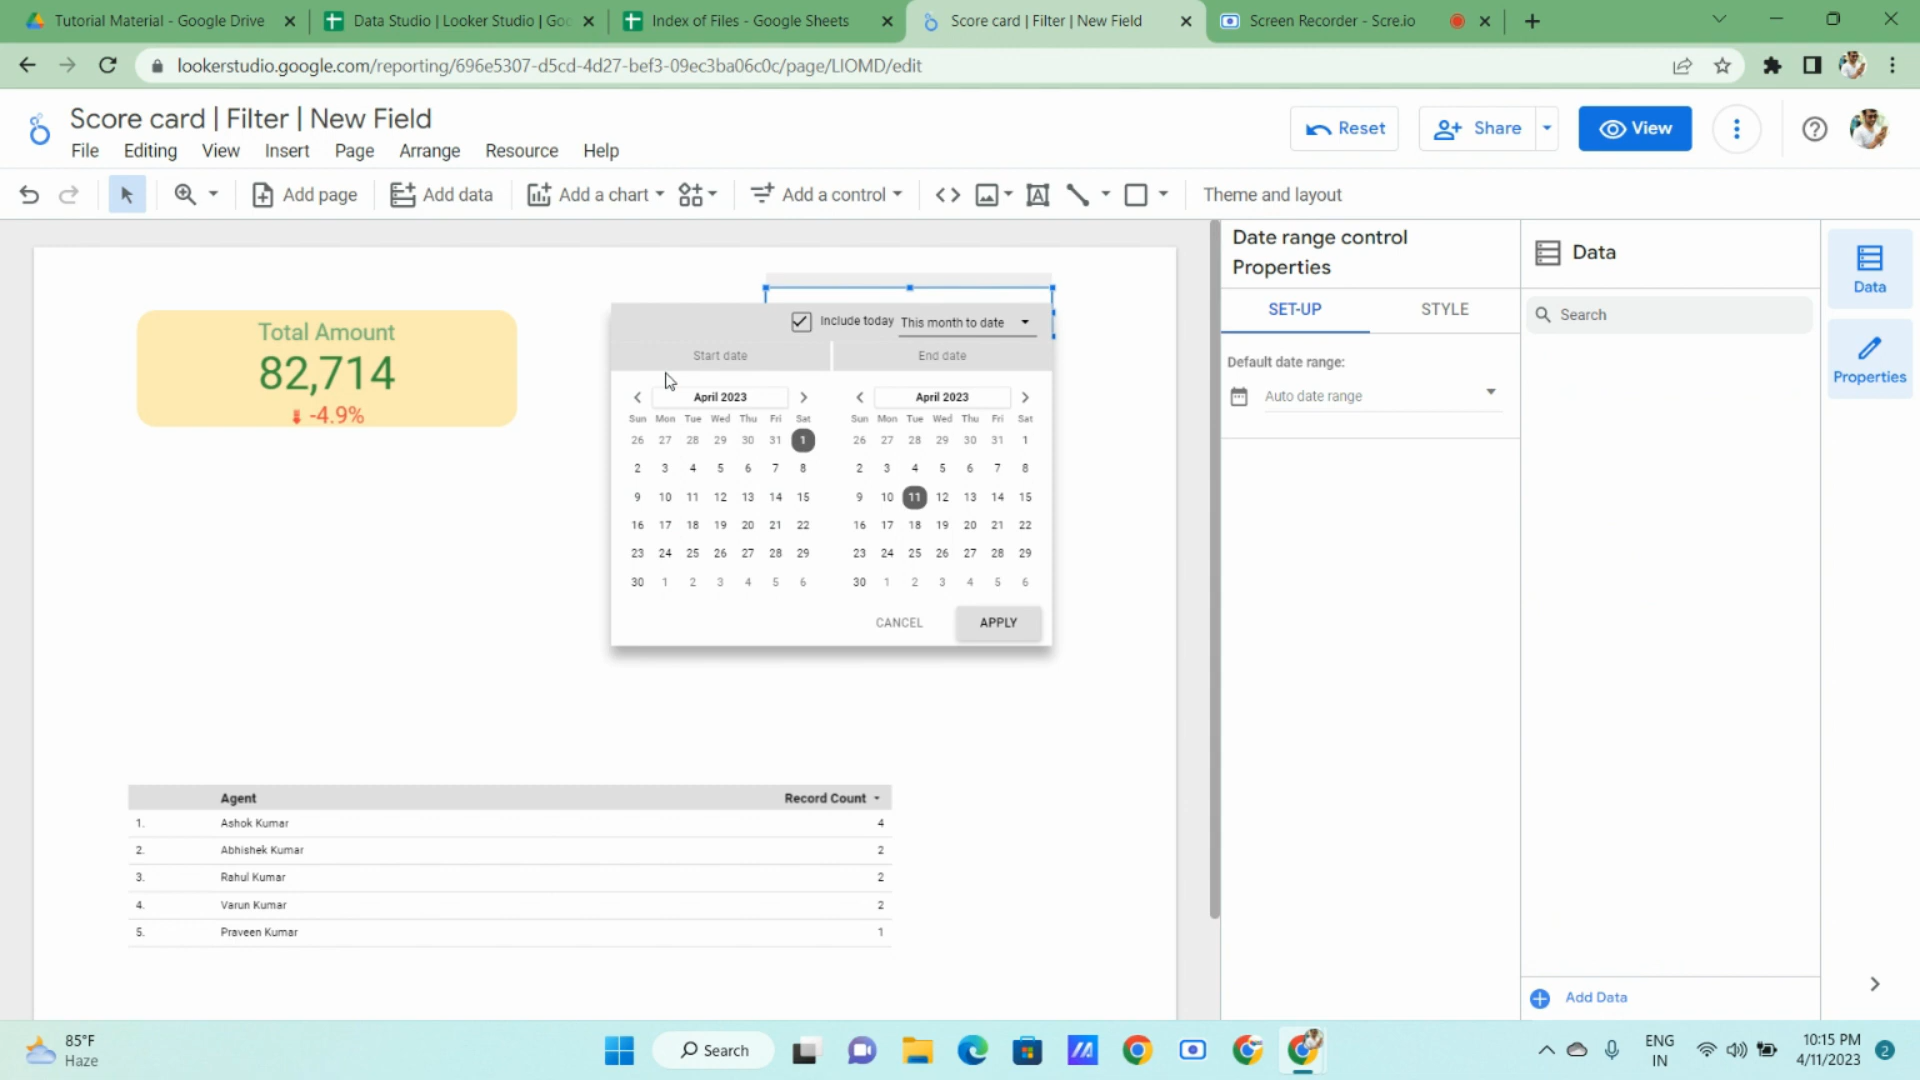 Tutorial Material - Google Drive
Data Studio | Looker Studio | Goo
Index of Files - Google Sheets
Score card | Filter | New Field
Screen Recorder - Scre.io
lookerstudio.google.com/reporting/696e5307-d5cd-4d27-bef3-09ec3ba06c0c/page/LIOMD/edit
Score card | Filter | New Field
Reset
Share
View
File Editing View Insert Page Arrange Resource Help
Add page
Add data
Add a chart
Add a control
Theme and layout
Total Amount
82,714
-4.9%
Include today This month to date
Start date End date
April 2023 April 2023
Sun Mon Tue Wed Thu Fri Sat Sun Mon Tue Wed Thu Fri Sat
26 27 28 29 30 31 1 26 27 28 29 30 31 1
2 3 4 5 6 7 8 2 3 4 5 6 7 8
9 10 11 12 13 14 15 9 10 11 12 13 14 15
16 17 18 19 20 21 22 16 17 18 19 20 21 22
23 24 25 26 27 28 29 23 24 25 26 27 28 29
30 1 2 3 4 5 6 30 1 2 3 4 5 6
CANCEL APPLY
Agent Record Count
1. Ashok Kumar 4
2. Abhishek Kumar 2
3. Rahul Kumar 2
4. Varun Kumar 2
5. Praveen Kumar 1
Date range control
Properties
SET-UP STYLE
Default date range:
Auto date range
Data
Search
Add Data
Data
Properties
85°F
Haze
Search
ENG
IN
10:15 PM
4/11/2023
2